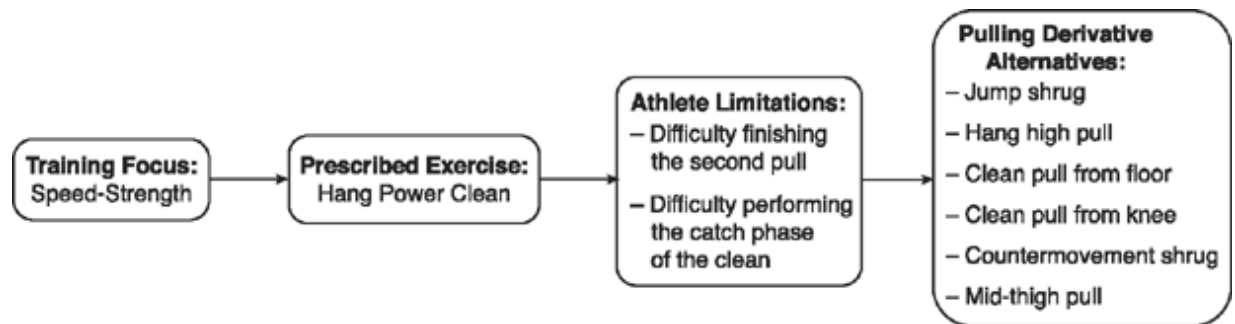 Training Focus:
Speed-Strength
Prescribed Exercise:
Hang Power Clean
Athlete Limitations:
– Difficulty finishing
the second pull
– Difficulty performing
the catch phase
of the clean
Pulling Derivative
Alternatives:
– Jump shrug
– Hang high pull
– Clean pull from floor
– Clean pull from knee
– Countermovement shrug
– Mid-thigh pull